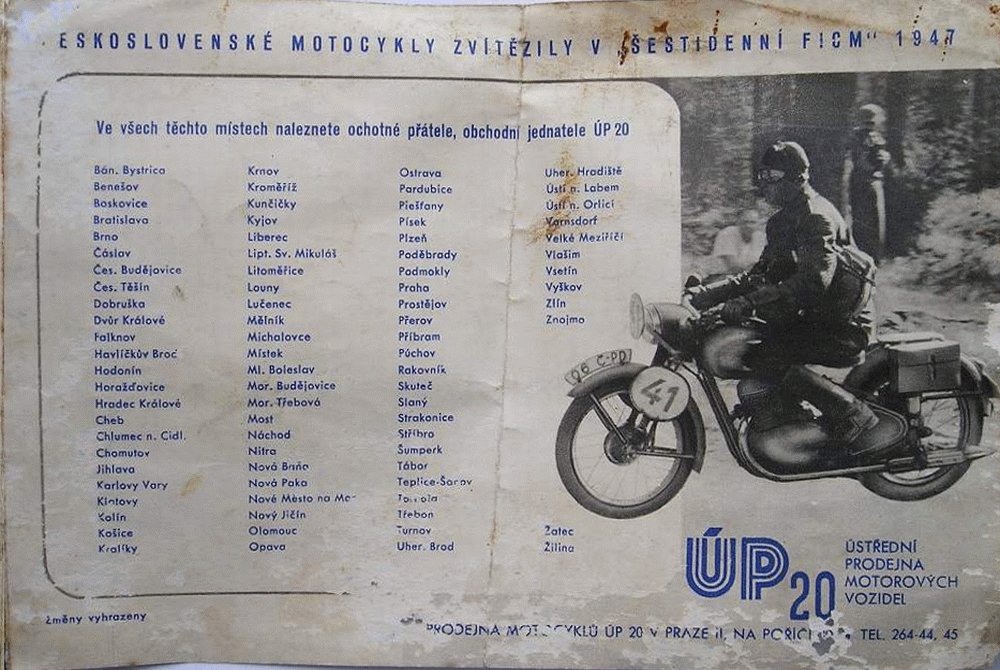 ESKOSLOVENSKÉ MOTOCYKLY ZVÍTĚZILY V „ŠESTIDENNÍ FICM“ 1947
Ve všech těchto místech naleznete ochotné přátele, obchodní jednatele ÚP 20
Báň. Bystrica
Benešov
Boskovice
Bratislava
Brno
Čáslav
Čes. Budějovice
Čes. Těšín
Dobruška
Dvůr Králové
Falknov
Havlíčkův Brod
Hodonín
Horažďovice
Hradec Králové
Cheb
Chlumec n. Cidl.
Chomutov
Jihlava
Karlovy Vary
Klatovy
Kolín
Košice
Kralíky
Krnov
Kroměříž
Kunčičky
Kyjov
Liberec
Lipt. Sv. Mikuláš
Litoměřice
Louny
Lučenec
Mělník
Michalovce
Místek
Ml. Boleslav
Mor. Budějovice
Mor. Třebová
Most
Náchod
Nitra
Nová Baňa
Nová Paka
Nové Město na
Nový Jičín
Olomouc
Opava
Ostrava
Pardubice
Piešťany
Písek
Plzeň
Poděbrady
Podmokly
Praha
Prostějov
Přerov
Příbram
Púchov
Rakovník
Skuteč
Slaný
Strakonice
Stříbro
Šumperk
Tábor
Teplice-Šanov
Třebon
Turnov
Uher. Brod
Uher. Hradiště
Ústí n. Labem
Ústí n. Orlicí
Varnsdorf
Velké Meziříčí
Vlašim
Vsetín
Vyškov
Zlín
Znojmo
Žatec
Žilina
Č-PD
41
ÚP 20
ÚSTŘEDNÍ
PRODEJNA
MOTOROVÝCH
VOZIDEL
Změny vyhrazeny
PRODEJNA MOTOCYKLŮ ÚP 20 V PRAZE II, NA POŘÍČÍ TEL. 264-44, 45